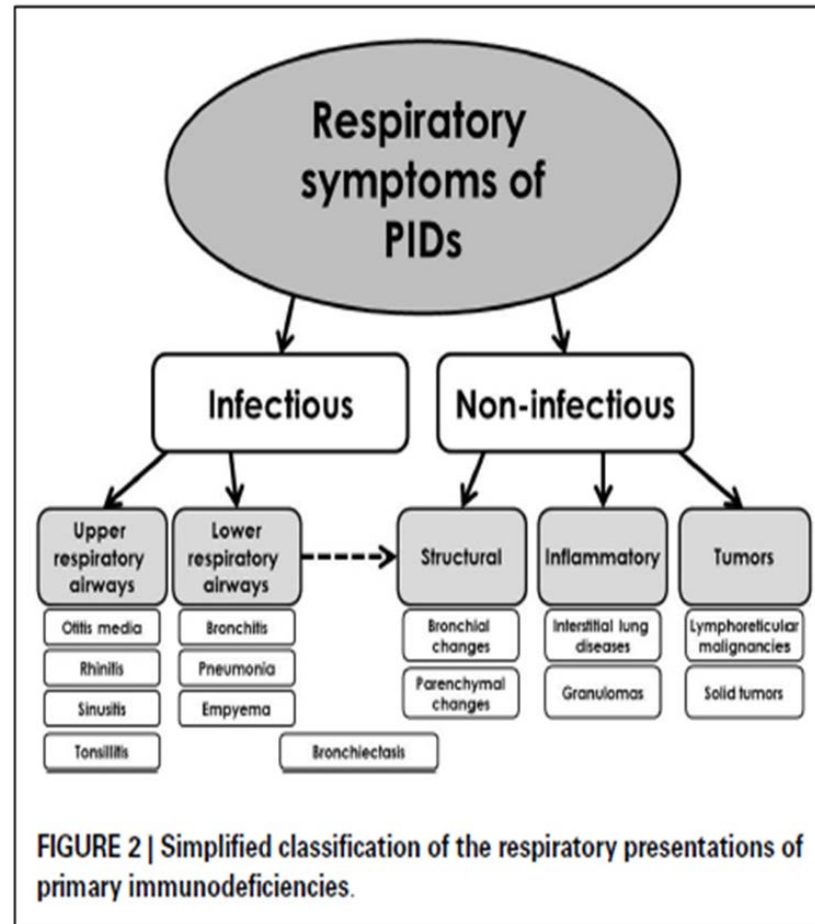 Respiratory
symptoms of
PIDs
Infectious
Non-infectious
Upper
respiratory
airways
Lower
respiratory
airways
Structural
Inflammatory
Tumors
Otitis media
Rhinitis
Sinusitis
Tonsillitis
Bronchitis
Pneumonia
Empyema
Bronchiectasis
Bronchial
changes
Parenchymal
changes
Interstitial lung
diseases
Granulomas
Lymphoreticular
malignancies
Solid tumors
FIGURE 2 | Simplified classification of the respiratory presentations of
primary immunodeficiencies.